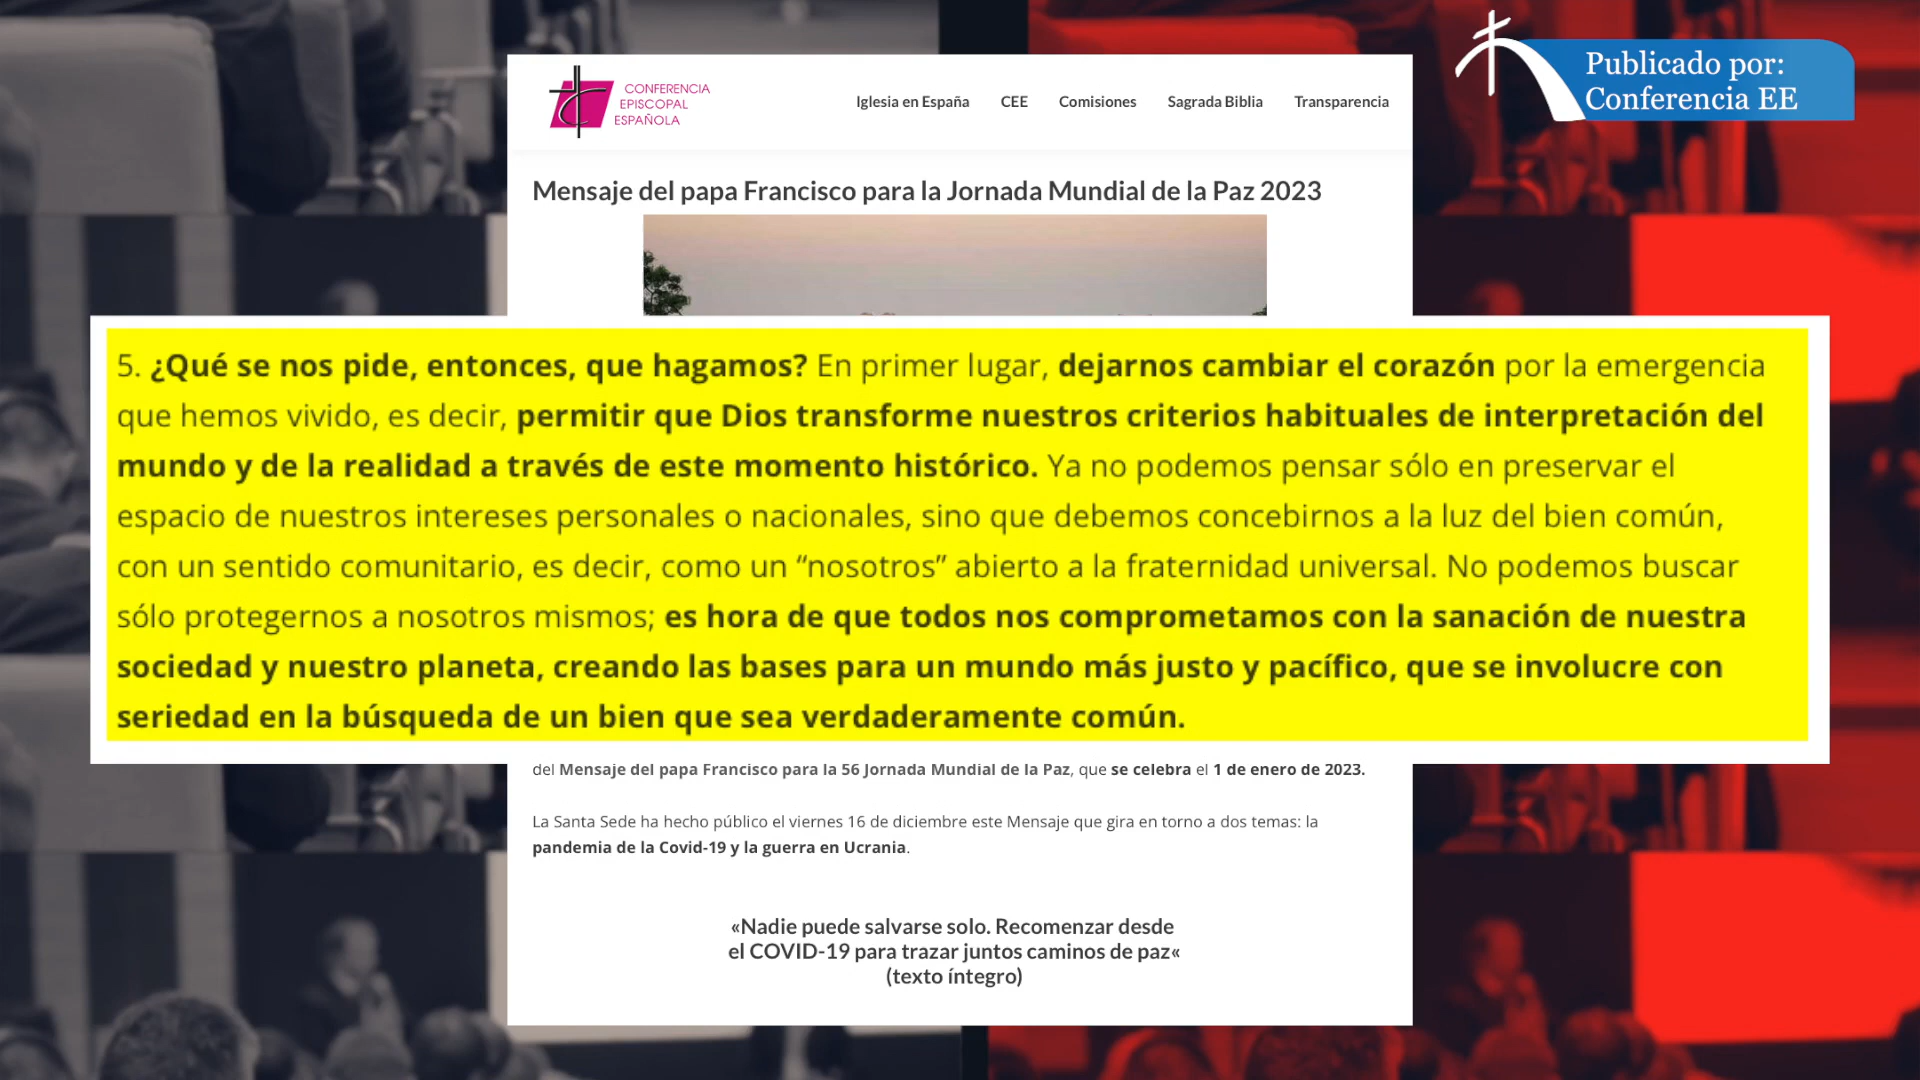 Publicado por:
Conferencia EE
CONFERENCIA
EPISCOPAL
ESPAÑOLA
Iglesia en España CEE Comisiones Sagrada Biblia Transparencia
Mensaje del papa Francisco para la Jornada Mundial de la Paz 2023
5. ¿Qué se nos pide, entonces, que hagamos? En primer lugar, dejarnos cambiar el corazón por la emergencia
que hemos vivido, es decir, permitir que Dios transforme nuestros criterios habituales de interpretación del
mundo y de la realidad a través de este momento histórico. Ya no podemos pensar sólo en preservar el
espacio de nuestros intereses personales o nacionales, sino que debemos concebirnos a la luz del bien común,
con un sentido comunitario, es decir, como un “nosotros” abierto a la fraternidad universal. No podemos buscar
sólo protegernos a nosotros mismos; es hora de que todos nos comprometamos con la sanación de nuestra
sociedad y nuestro planeta, creando las bases para un mundo más justo y pacífico, que se involucre con
seriedad en la búsqueda de un bien que sea verdaderamente común.
del Mensaje del papa Francisco para la 56 Jornada Mundial de la Paz, que se celebra el 1 de enero de 2023.
La Santa Sede ha hecho público el viernes 16 de diciembre este Mensaje que gira en torno a dos temas: la
pandemia de la Covid-19 y la guerra en Ucrania.
«Nadie puede salvarse solo. Recomenzar desde
el COVID-19 para trazar juntos caminos de paz«
(texto íntegro)